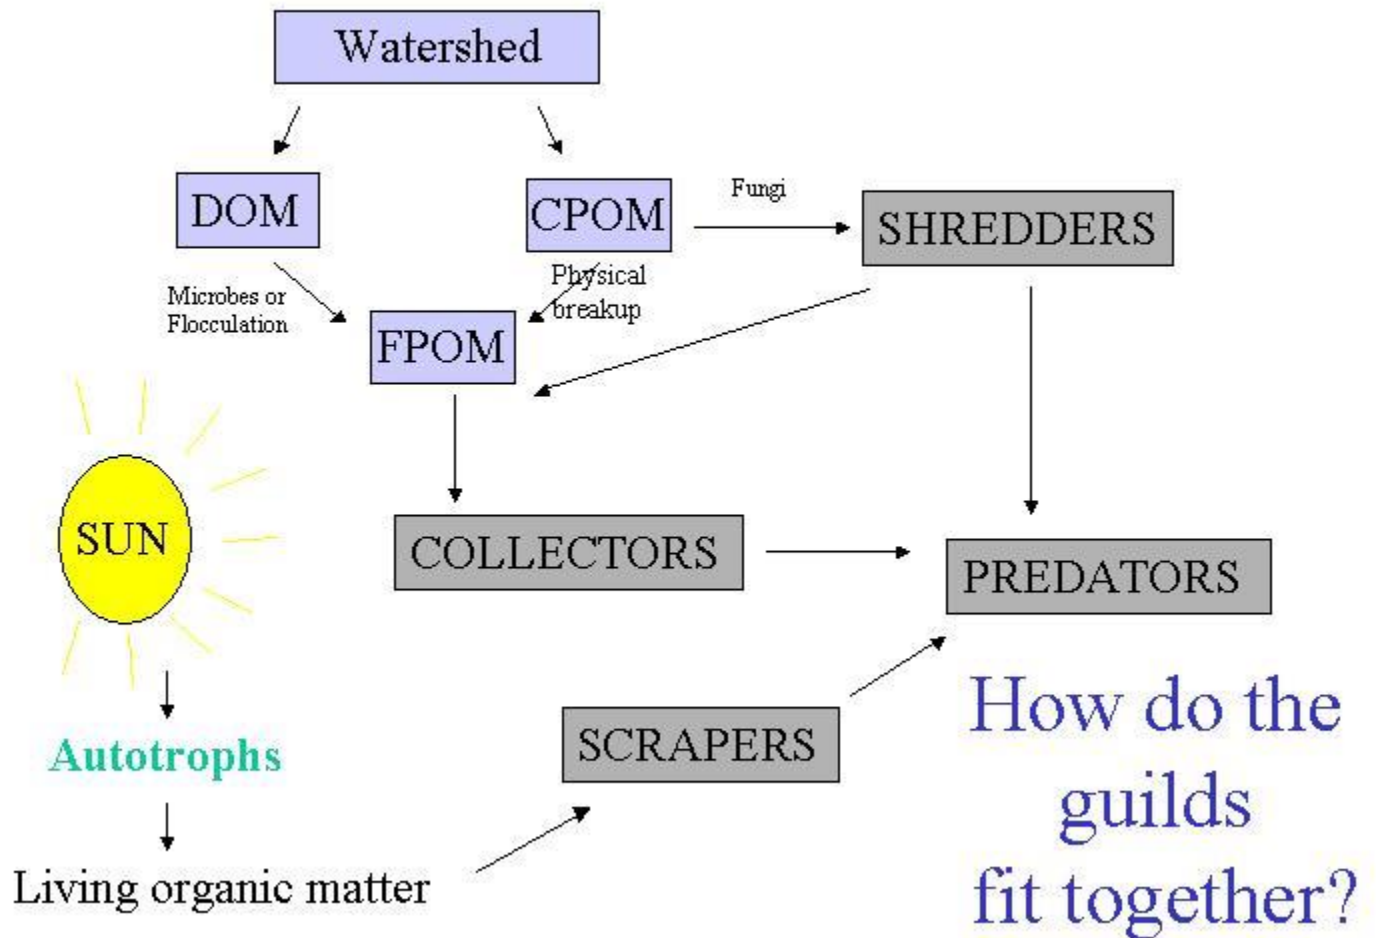 Watershed
DOM
CPOM
Fungi
SHREDDERS
Microbes or
Flocculation
Physical
breakup
FPOM
SUN
COLLECTORS
PREDATORS
Autotrophs
SCRAPERS
Living organic matter
How do the
guilds
fit together?